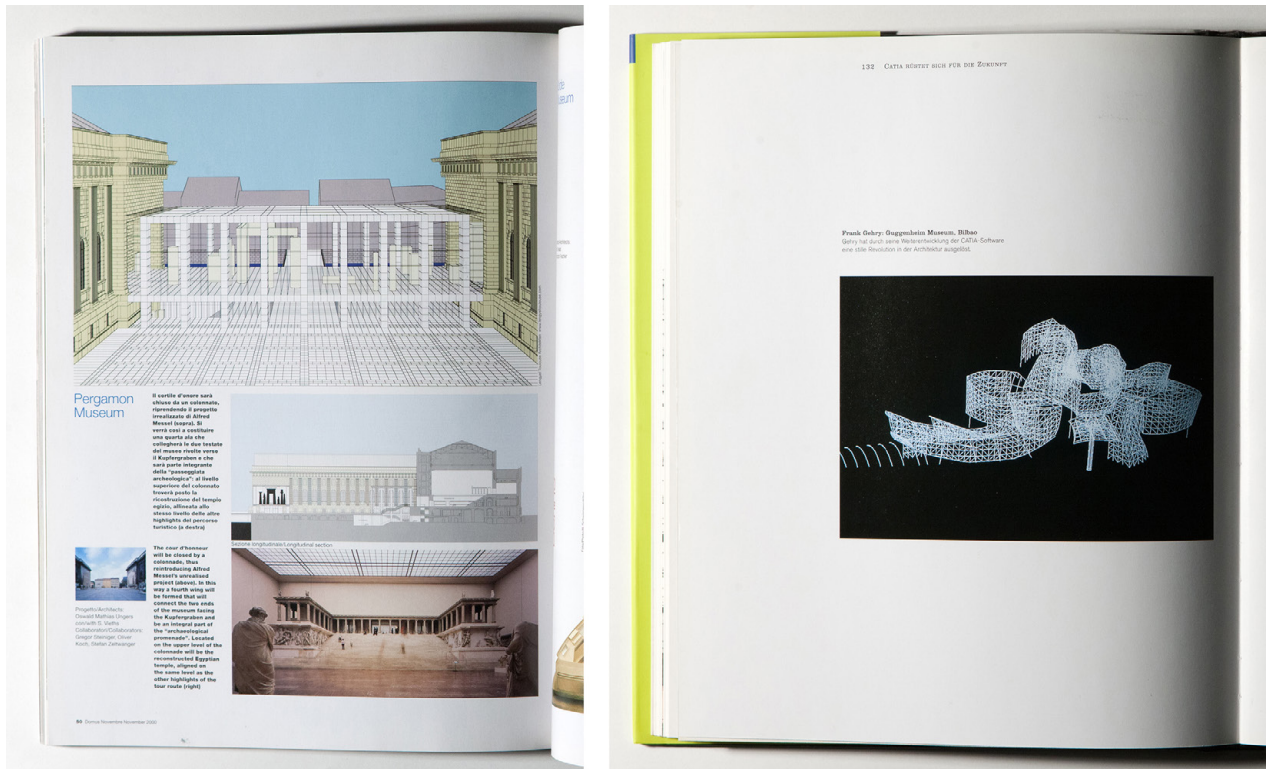 Pergamon
Museum
Il cortile d'onore sarà
chiuso da un colonnato,
riprendendo il progetto
irrealizzato di Alfred
Messel (sopra). Si
verrà così a costituire
una quarta ala che
collegherà le due testate
del museo rivolte verso
il Kupfergraben e che
sarà parte integrante
della "passeggiata
archeologica": al livello
superiore del colonnato
troverà posto la
ricostruzione del tempio
egizio, allineata allo
stesso livello delle altre
highlights del percorso
turistico (a destra)
Sezione longitudinale/Longitudinal section
The cour d'honneur
will be closed by a
colonnade, thus
reintroducing Alfred
Messel's unrealised
project (above). In this
way a fourth wing will
be formed that will
connect the two ends
of the museum facing
the Kupfergraben and
be an integral part of
the "archaeological
promenade". Located
on the upper level of the
colonnade will be the
reconstructed Egyptian
temple, aligned on
the same level as the
other highlights of the
tour route (right)
Progetto/Architects:
Oswald Mathias Ungers
con/with S. Vieths
Collaboratori/Collaborators:
Gregor Steiniger, Oliver
Koch, Stefan Zeitwanger
Domus Novembre/November
132 Catia rüstet sich für die Zukunft
Frank Gehry: Guggenheim Museum, Bilbao
Gehry hat durch seine Weiterentwicklung der CATIA-Software
eine stille Revolution in der Architektur ausgelöst.